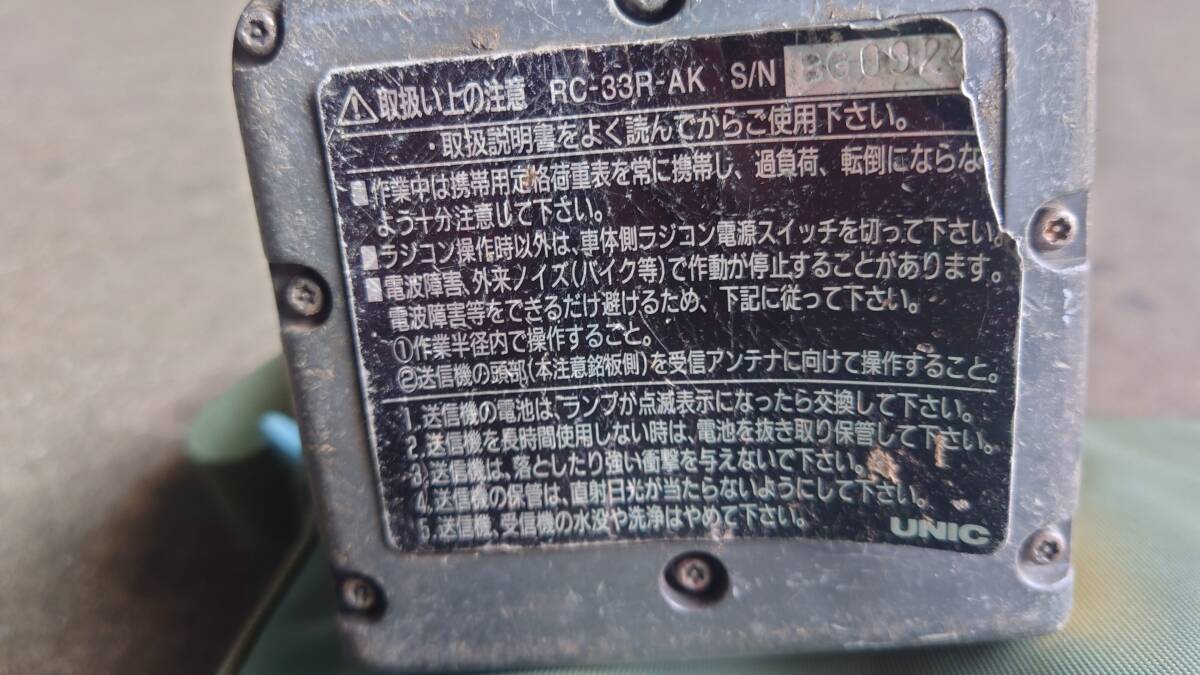 取扱い上の注意 RC-33R-AK S/N
・取扱説明書をよく読んでからご使用下さい。
作業中は携帯用定格荷重表を常に携帯し、過負荷、転倒にならな
よう十分注意して下さい。
ラジコン操作時以外は、車体側ラジコン電源スイッチを切って下さい。
電波障害、外来ノイズ(バイク等)で作動が停止することがあります。
電波障害等をできるだけ避けるため、下記に従って下さい。
①作業半径内で操作すること。
②送信機の頭部(本注意銘板側)を受信アンテナに向けて操作すること。
1.送信機の電池は、ランプが点滅表示になったら交換して下さい。
2.送信機を長時間使用しない時は、電池を抜き取り保管して下さい。
3.送信機は、落としたり強い衝撃を与えないで下さい。
4.送信機の保管は、直射日光が当たらないようにして下さい。
5.送信機、受信機の水没や洗浄はやめて下さい。
UNIC